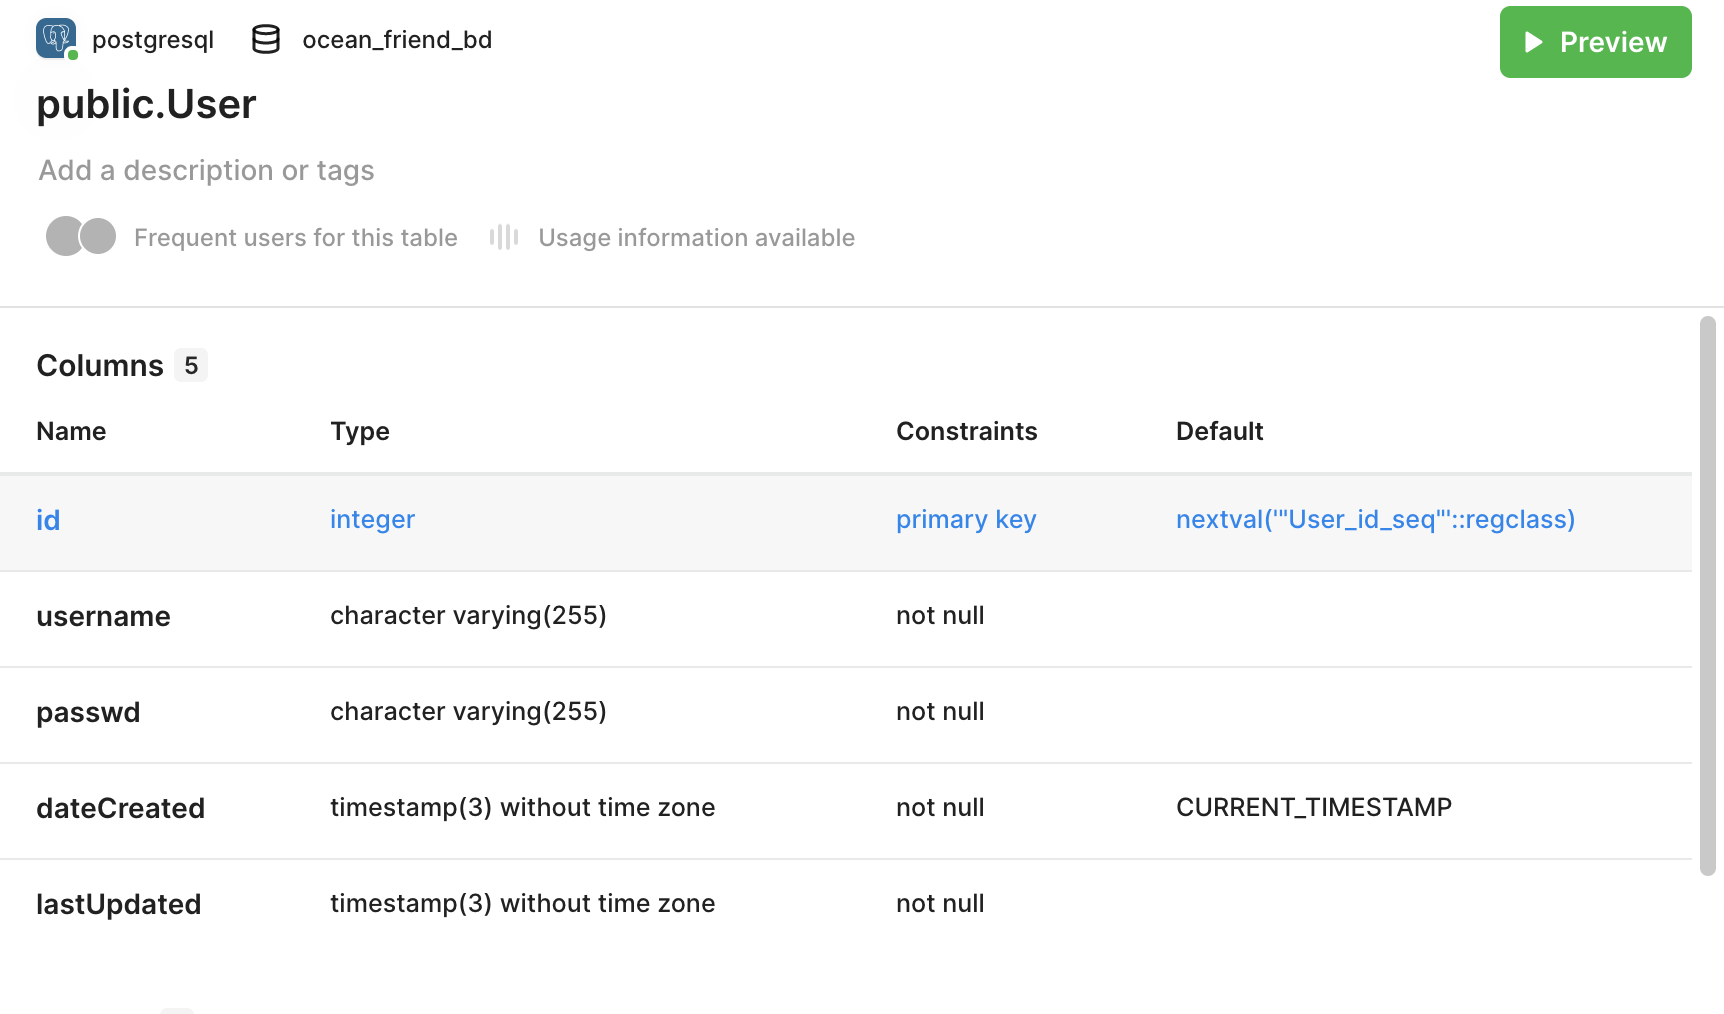 postgresql ocean_friend_bd
Preview
public.User
Add a description or tags
Frequent users for this table Usage information available
Columns 5
Name Type Constraints Default
id integer primary key nextval('"User_id_seq"'::regclass)
username character varying(255) not null
passwd character varying(255) not null
dateCreated timestamp(3) without time zone not null CURRENT_TIMESTAMP
lastUpdated timestamp(3) without time zone not null